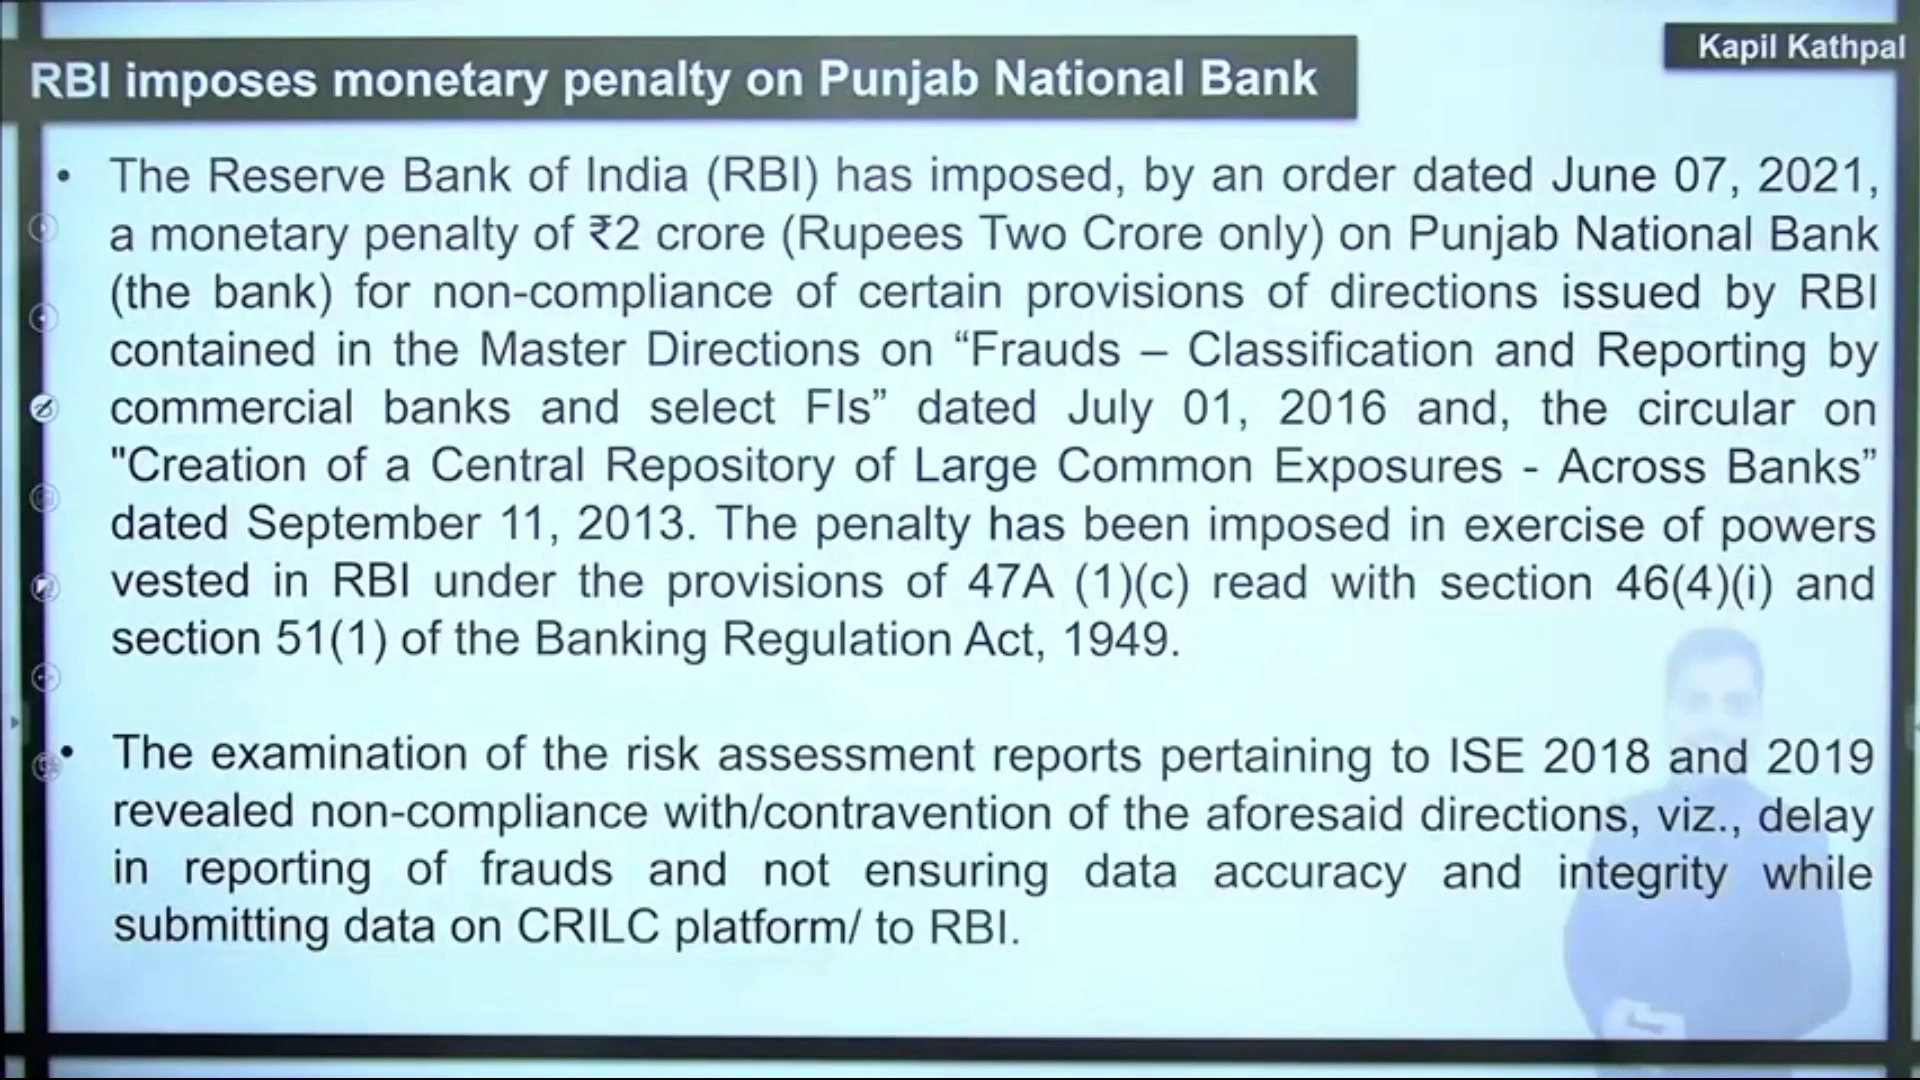 Kapil Kathpal
RBI imposes monetary penalty on Punjab National Bank
• The Reserve Bank of India (RBI) has imposed, by an order dated June 07, 2021,
a monetary penalty of ₹2 crore (Rupees Two Crore only) on Punjab National Bank
(the bank) for non-compliance of certain provisions of directions issued by RBI
contained in the Master Directions on “Frauds – Classification and Reporting by
commercial banks and select FIs” dated July 01, 2016 and, the circular on
"Creation of a Central Repository of Large Common Exposures - Across Banks”
dated September 11, 2013. The penalty has been imposed in exercise of powers
vested in RBI under the provisions of 47A (1)(c) read with section 46(4)(i) and
section 51(1) of the Banking Regulation Act, 1949.
• The examination of the risk assessment reports pertaining to ISE 2018 and 2019
revealed non-compliance with/contravention of the aforesaid directions, viz., delay
in reporting of frauds and not ensuring data accuracy and integrity while
submitting data on CRILC platform/ to RBI.